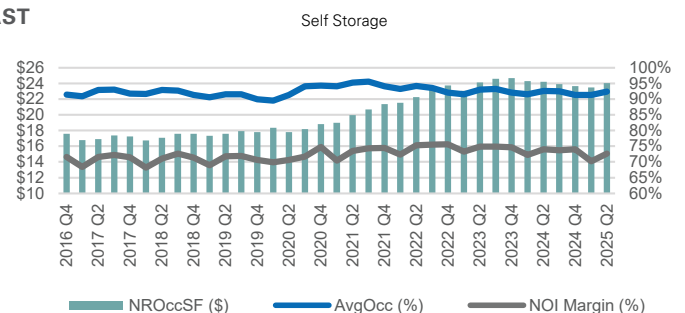 ST
Self Storage
$26
$24
$22
$20
$18
$16
$14
$12
$10
100%
95%
90%
85%
80%
75%
70%
65%
60%
2016 Q4
2017 Q2
2017 Q4
2018 Q2
2018 Q4
2019 Q2
2019 Q4
2020 Q2
2020 Q4
2021 Q2
2021 Q4
2022 Q2
2022 Q4
2023 Q2
2023 Q4
2024 Q2
2024 Q4
2025 Q2
NROccSF ($) AvgOcc (%) NOI Margin (%)